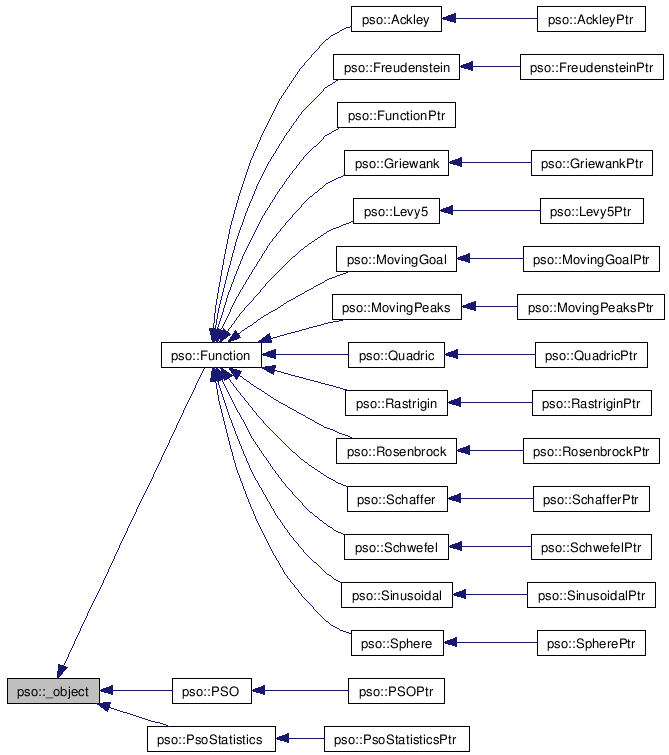 pso::Ackley
pso::AckleyPtr
pso::Freudenstein
pso::FreudensteinPtr
pso::FunctionPtr
pso::Griewank
pso::GriewankPtr
pso::Levy5
pso::Levy5Ptr
pso::MovingGoal
pso::MovingGoalPtr
pso::MovingPeaks
pso::MovingPeaksPtr
pso::Function
pso::Quadric
pso::QuadricPtr
pso::Rastrigin
pso::RastriginPtr
pso::Rosenbrock
pso::RosenbrockPtr
pso::Schaffer
pso::SchafferPtr
pso::Schwefel
pso::SchwefelPtr
pso::Sinusoidal
pso::SinusoidalPtr
pso::Sphere
pso::SpherePtr
pso::_object
pso::PSO
pso::PSOPtr
pso::PsoStatistics
pso::PsoStatisticsPtr